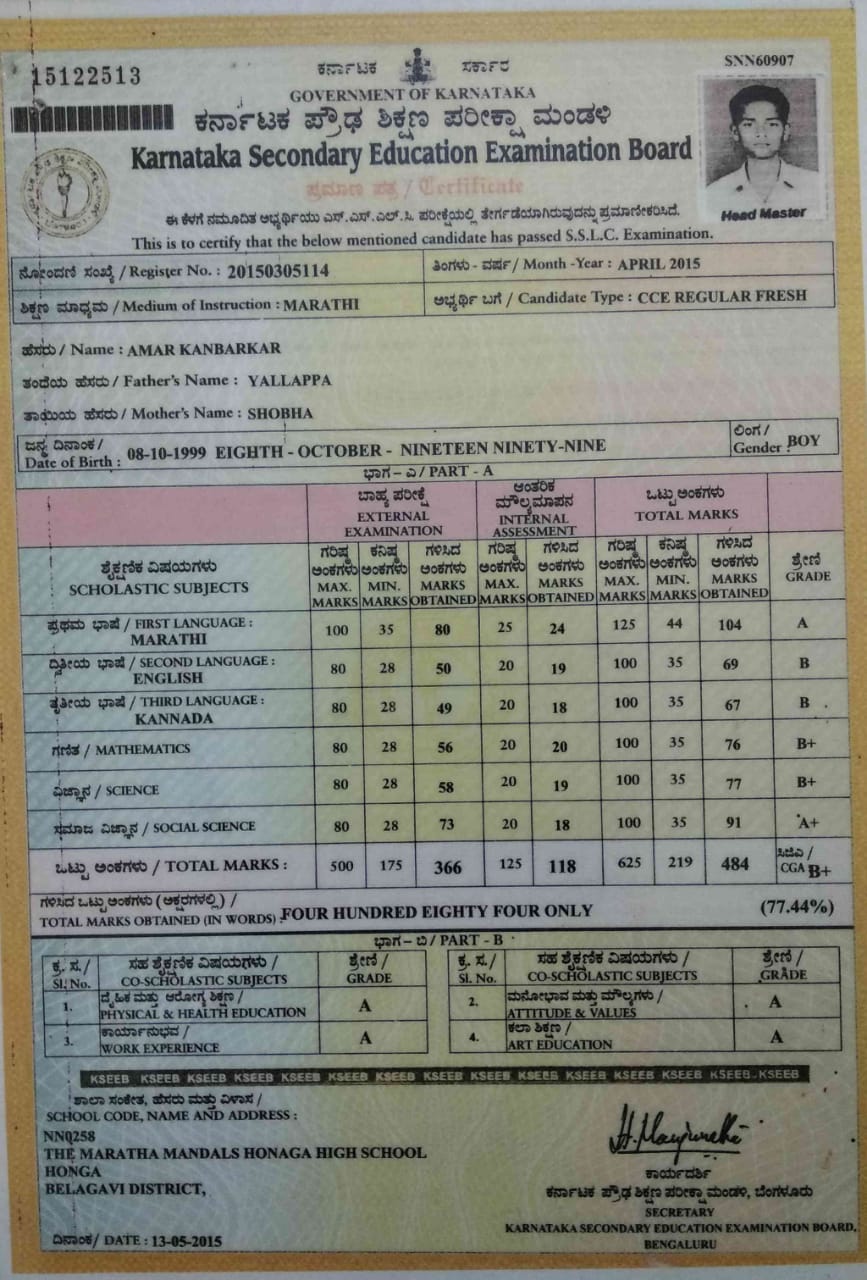 15122513
ಕರ್ನಾಟಕ ಸರ್ಕಾರ
SNN60907
GOVERNMENT OF KARNATAKA
ಕರ್ನಾಟಕ ಪ್ರೌಢ ಶಿಕ್ಷಣ ಪರೀಕ್ಷಾ ಮಂಡಳಿ
Karnataka Secondary Education Examination Board
ಪ್ರಮಾಣ ಪತ್ರ / Certificate
Head Master
ಈ ಕೆಳಗೆ ನಮೂದಿತ ಅಭ್ಯರ್ಥಿಯು ಎಸ್.ಎಸ್.ಎಲ್.ಸಿ. ಪರೀಕ್ಷೆಯಲ್ಲಿ ತೇರ್ಗಡೆಯಾಗಿರುವುದನ್ನು ಪ್ರಮಾಣೀಕರಿಸಿದೆ.
This is to certify that the below mentioned candidate has passed S.S.L.C. Examination.
ನೋಂದಣಿ ಸಂಖ್ಯೆ / Register No. : 20150305114 ತಿಂಗಳು - ವರ್ಷ / Month -Year : APRIL 2015
ಶಿಕ್ಷಣ ಮಾಧ್ಯಮ / Medium of Instruction : MARATHI ಅಭ್ಯರ್ಥಿ ಬಗೆ / Candidate Type : CCE REGULAR FRESH
ಹೆಸರು / Name : AMAR KANBARKAR
ತಂದೆಯ ಹೆಸರು / Father's Name : YALLAPPA
ತಾಯಿಯ ಹೆಸರು / Mother's Name : SHOBHA
ಜನ್ಮ ದಿನಾಂಕ/ ಲಿಂಗ /
Date of Birth : 08-10-1999 EIGHTH - OCTOBER - NINETEEN NINETY-NINE Gender : BOY
ಭಾಗ - ಎ / PART - A
ಬಾಹ್ಯ ಪರೀಕ್ಷೆ EXTERNAL EXAMINATION
ಆಂತರಿಕ ಮೌಲ್ಯಮಾಪನ INTERNAL ASSESSMENT
ಒಟ್ಟು ಅಂಕಗಳು TOTAL MARKS
ಶೈಕ್ಷಣಿಕ ವಿಷಯಗಳು ಗರಿಷ್ಠ ಅಂಕಗಳು ಕನಿಷ್ಠ ಅಂಕಗಳು ಗಳಿಸಿದ ಅಂಕಗಳು ಗರಿಷ್ಠ ಅಂಕಗಳು ಗಳಿಸಿದ ಅಂಕಗಳು ಗರಿಷ್ಠ ಅಂಕಗಳು ಕನಿಷ್ಠ ಅಂಕಗಳು ಗಳಿಸಿದ ಅಂಕಗಳು ಶ್ರೇಣಿ
SCHOLASTIC SUBJECTS MAX. MARKS MIN. MARKS MARKS OBTAINED MAX. MARKS MARKS OBTAINED MAX. MARKS MIN. MARKS MARKS OBTAINED GRADE
ಪ್ರಥಮ ಭಾಷೆ / FIRST LANGUAGE :
MARATHI 100 35 80 25 24 125 44 104 A
ದ್ವಿತೀಯ ಭಾಷೆ / SECOND LANGUAGE :
ENGLISH 80 28 50 20 19 100 35 69 B
ತೃತೀಯ ಭಾಷೆ / THIRD LANGUAGE :
KANNADA 80 28 49 20 18 100 35 67 B
ಗಣಿತ / MATHEMATICS 80 28 56 20 20 100 35 76 B+
ವಿಜ್ಞಾನ / SCIENCE 80 28 58 20 19 100 35 77 B+
ಸಮಾಜ ವಿಜ್ಞಾನ / SOCIAL SCIENCE 80 28 73 20 18 100 35 91 A+
ಒಟ್ಟು ಅಂಕಗಳು / TOTAL MARKS : 500 175 366 125 118 625 219 484 ಸಿಜಿಎ / CGA B+
ಗಳಿಸಿದ ಒಟ್ಟು ಅಂಕಗಳು (ಅಕ್ಷರಗಳಲ್ಲಿ) /
TOTAL MARKS OBTAINED (IN WORDS) : FOUR HUNDRED EIGHTY FOUR ONLY (77.44%)
ಭಾಗ - ಬಿ / PART - B
ಕ್ರ. ಸ. / ಸಹ ಶೈಕ್ಷಣಿಕ ವಿಷಯಗಳು / ಶ್ರೇಣಿ / ಕ್ರ. ಸ. / ಸಹ ಶೈಕ್ಷಣಿಕ ವಿಷಯಗಳು / ಶ್ರೇಣಿ /
Sl. No. CO-SCHOLASTIC SUBJECTS GRADE Sl. No. CO-SCHOLASTIC SUBJECTS GRADE
1. ದೈಹಿಕ ಮತ್ತು ಆರೋಗ್ಯ ಶಿಕ್ಷಣ / 2. ಮನೋಭಾವ ಮತ್ತು ಮೌಲ್ಯಗಳು /
PHYSICAL & HEALTH EDUCATION A ATTITUDE & VALUES A
3. ಕಾರ್ಯಾನುಭವ / 4. ಕಲಾ ಶಿಕ್ಷಣ /
WORK EXPERIENCE A ART EDUCATION A
KSEEB KSEEB KSEEB KSEEB KSEEB KSEEB KSEEB KSEEB KSEEB KSEEB KSEEB KSEEB KSEEB KSEEB KSEEB
ಶಾಲಾ ಸಂಕೇತ, ಹೆಸರು ಮತ್ತು ವಿಳಾಸ /
SCHOOL CODE, NAME AND ADDRESS :
NN0258
THE MARATHA MANDALS HONAGA HIGH SCHOOL
HONGA
BELAGAVI DISTRICT,
H. Manjunatha
ಕಾರ್ಯದರ್ಶಿ
ಕರ್ನಾಟಕ ಪ್ರೌಢ ಶಿಕ್ಷಣ ಪರೀಕ್ಷಾ ಮಂಡಳಿ, ಬೆಂಗಳೂರು
SECRETARY
KARNATAKA SECONDARY EDUCATION EXAMINATION BOARD,
BENGALURU
ದಿನಾಂಕ/ DATE : 13-05-2015